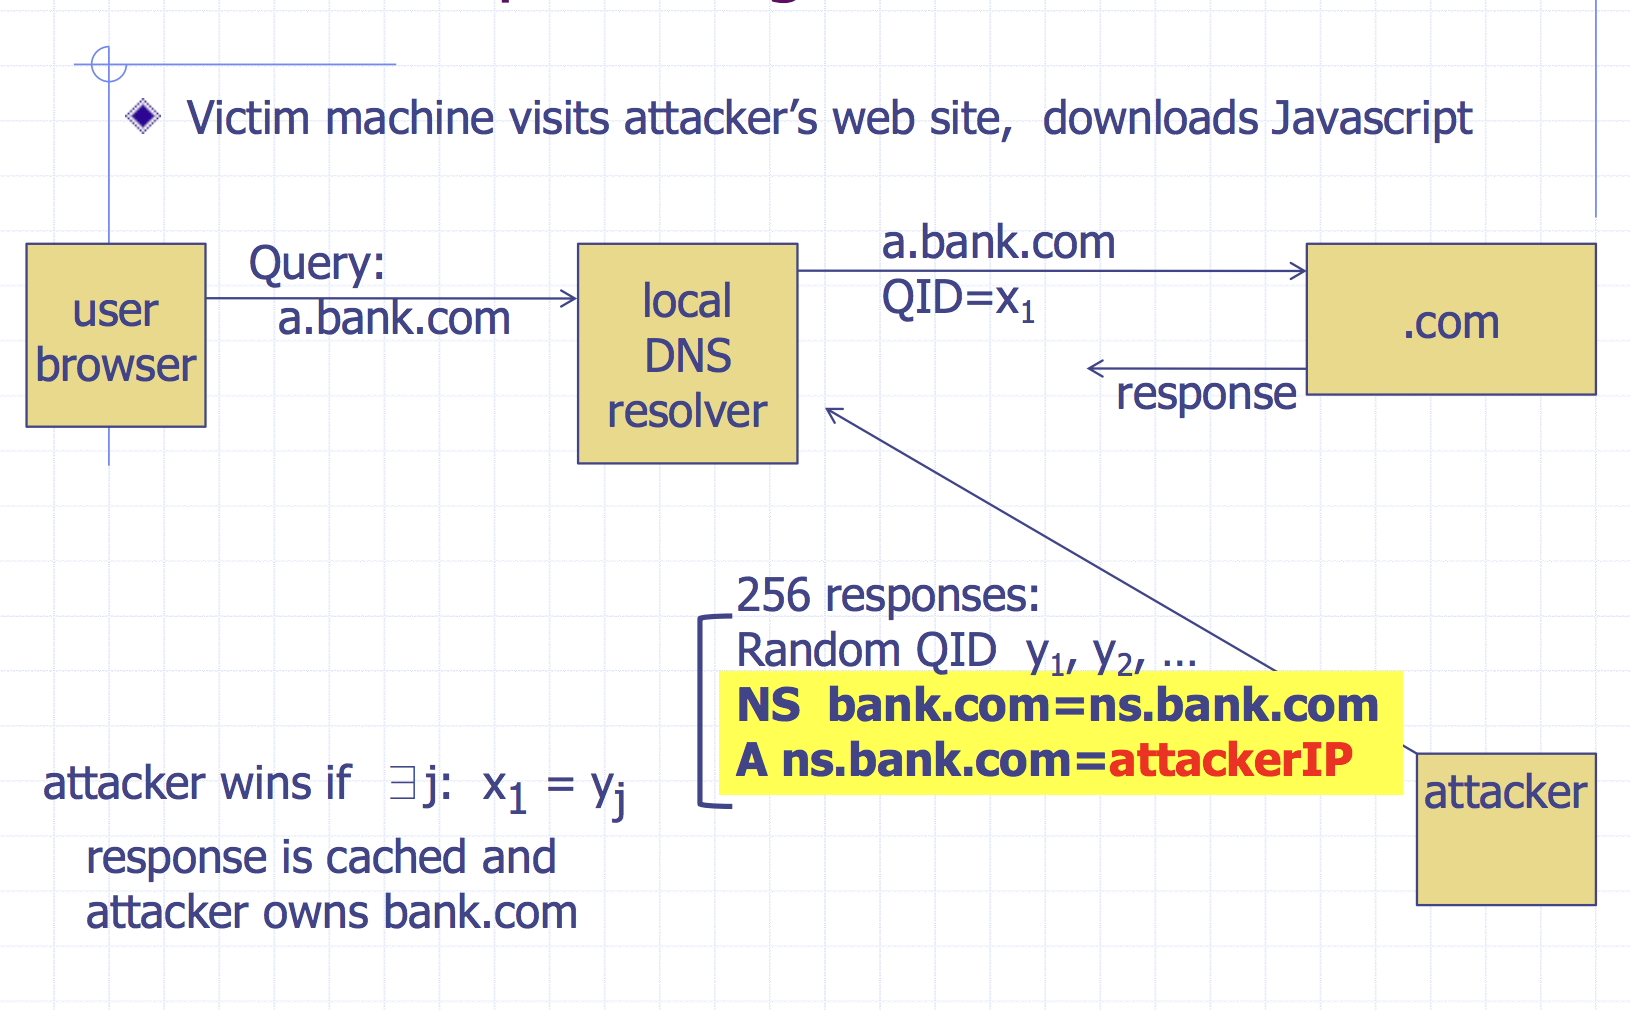 Victim machine visits attacker’s web site, downloads Javascript
user
browser
Query:
a.bank.com
local
DNS
resolver
a.bank.com
QID=x₁
.com
response
256 responses:
Random QID y₁, y₂, …
NS bank.com=ns.bank.com
A ns.bank.com=attackerIP
attacker
attacker wins if ∃j: x₁ = yⱼ
response is cached and
attacker owns bank.com